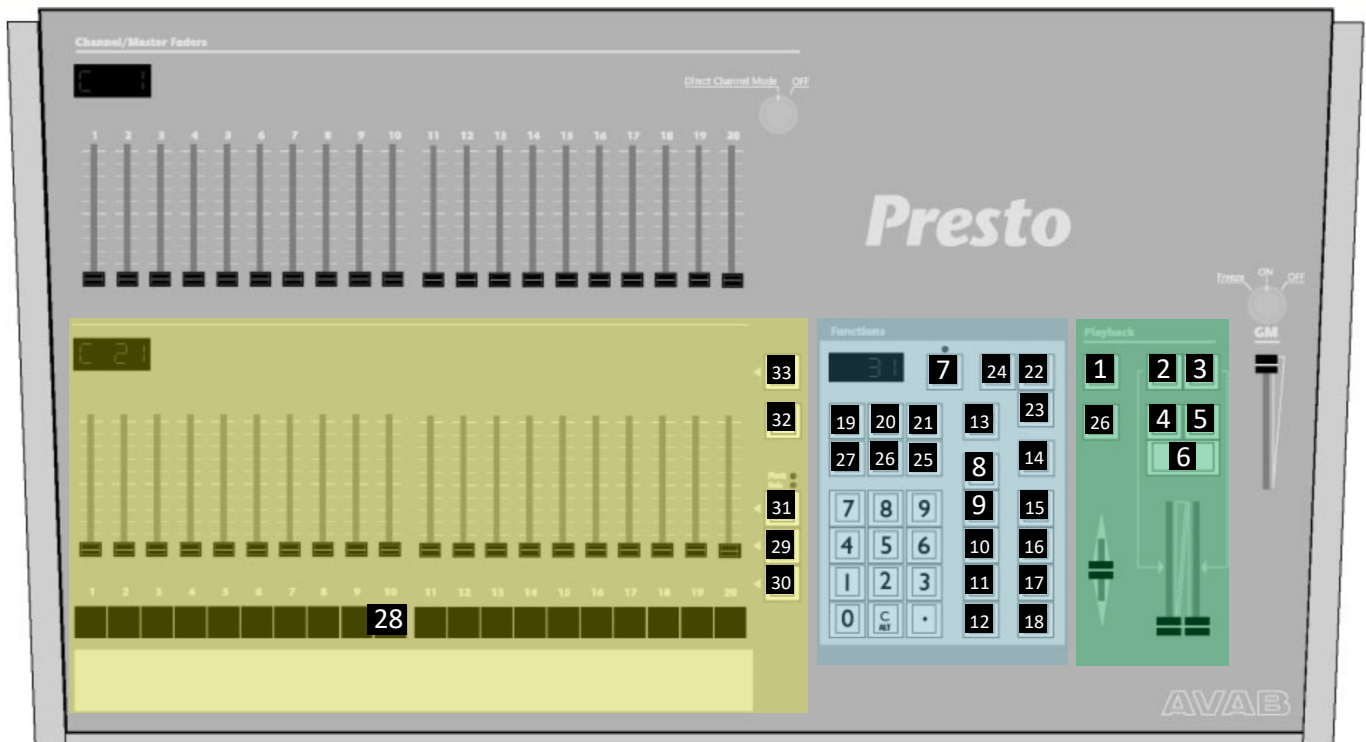 Channel/Master Faders
C 1
Direct Channel Mode OFF
1 2 3 4 5 6 7 8 9 10 11 12 13 14 15 16 17 18 19 20
Presto
Freeze ON OFF
GM
C 21
33
32
31
29
30
1 2 3 4 5 6 7 8 9 10 11 12 13 14 15 16 17 18 19 20
28
Functions
31 7 24 22
19 20 21 13 23
27 26 25 8 14
7 8 9 9 15
4 5 6 10 16
1 2 3 11 17
0 C ALT . 12 18
Playback
1 2 3
26 4 5
6
AVAB